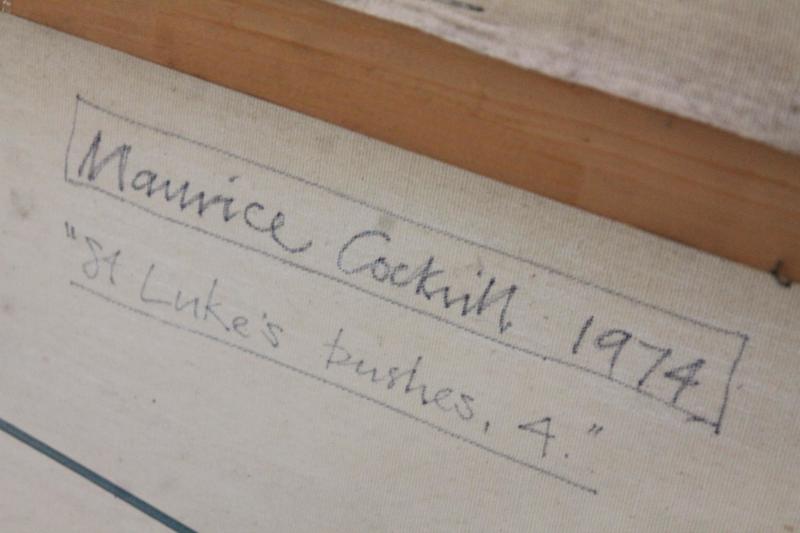 Maurice Cockrill 1974
"St Luke's bushes, 4."